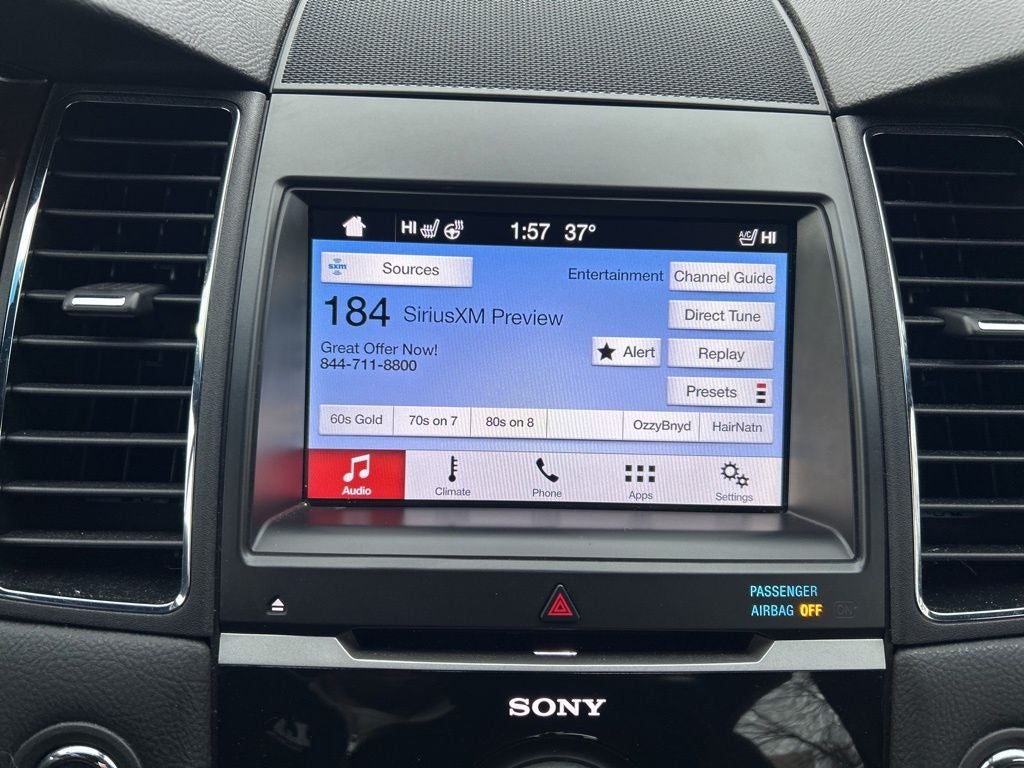 HI 1:57 37° A/C HI
sxm Sources
Entertainment
Channel Guide
184 SiriusXM Preview
Direct Tune
Great Offer Now!
844-711-8800
Alert
Replay
Presets
60s Gold 70s on 7 80s on 8 OzzyBnyd HairNatn
Audio Climate Phone Apps Settings
PASSENGER
AIRBAG OFF ON
SONY